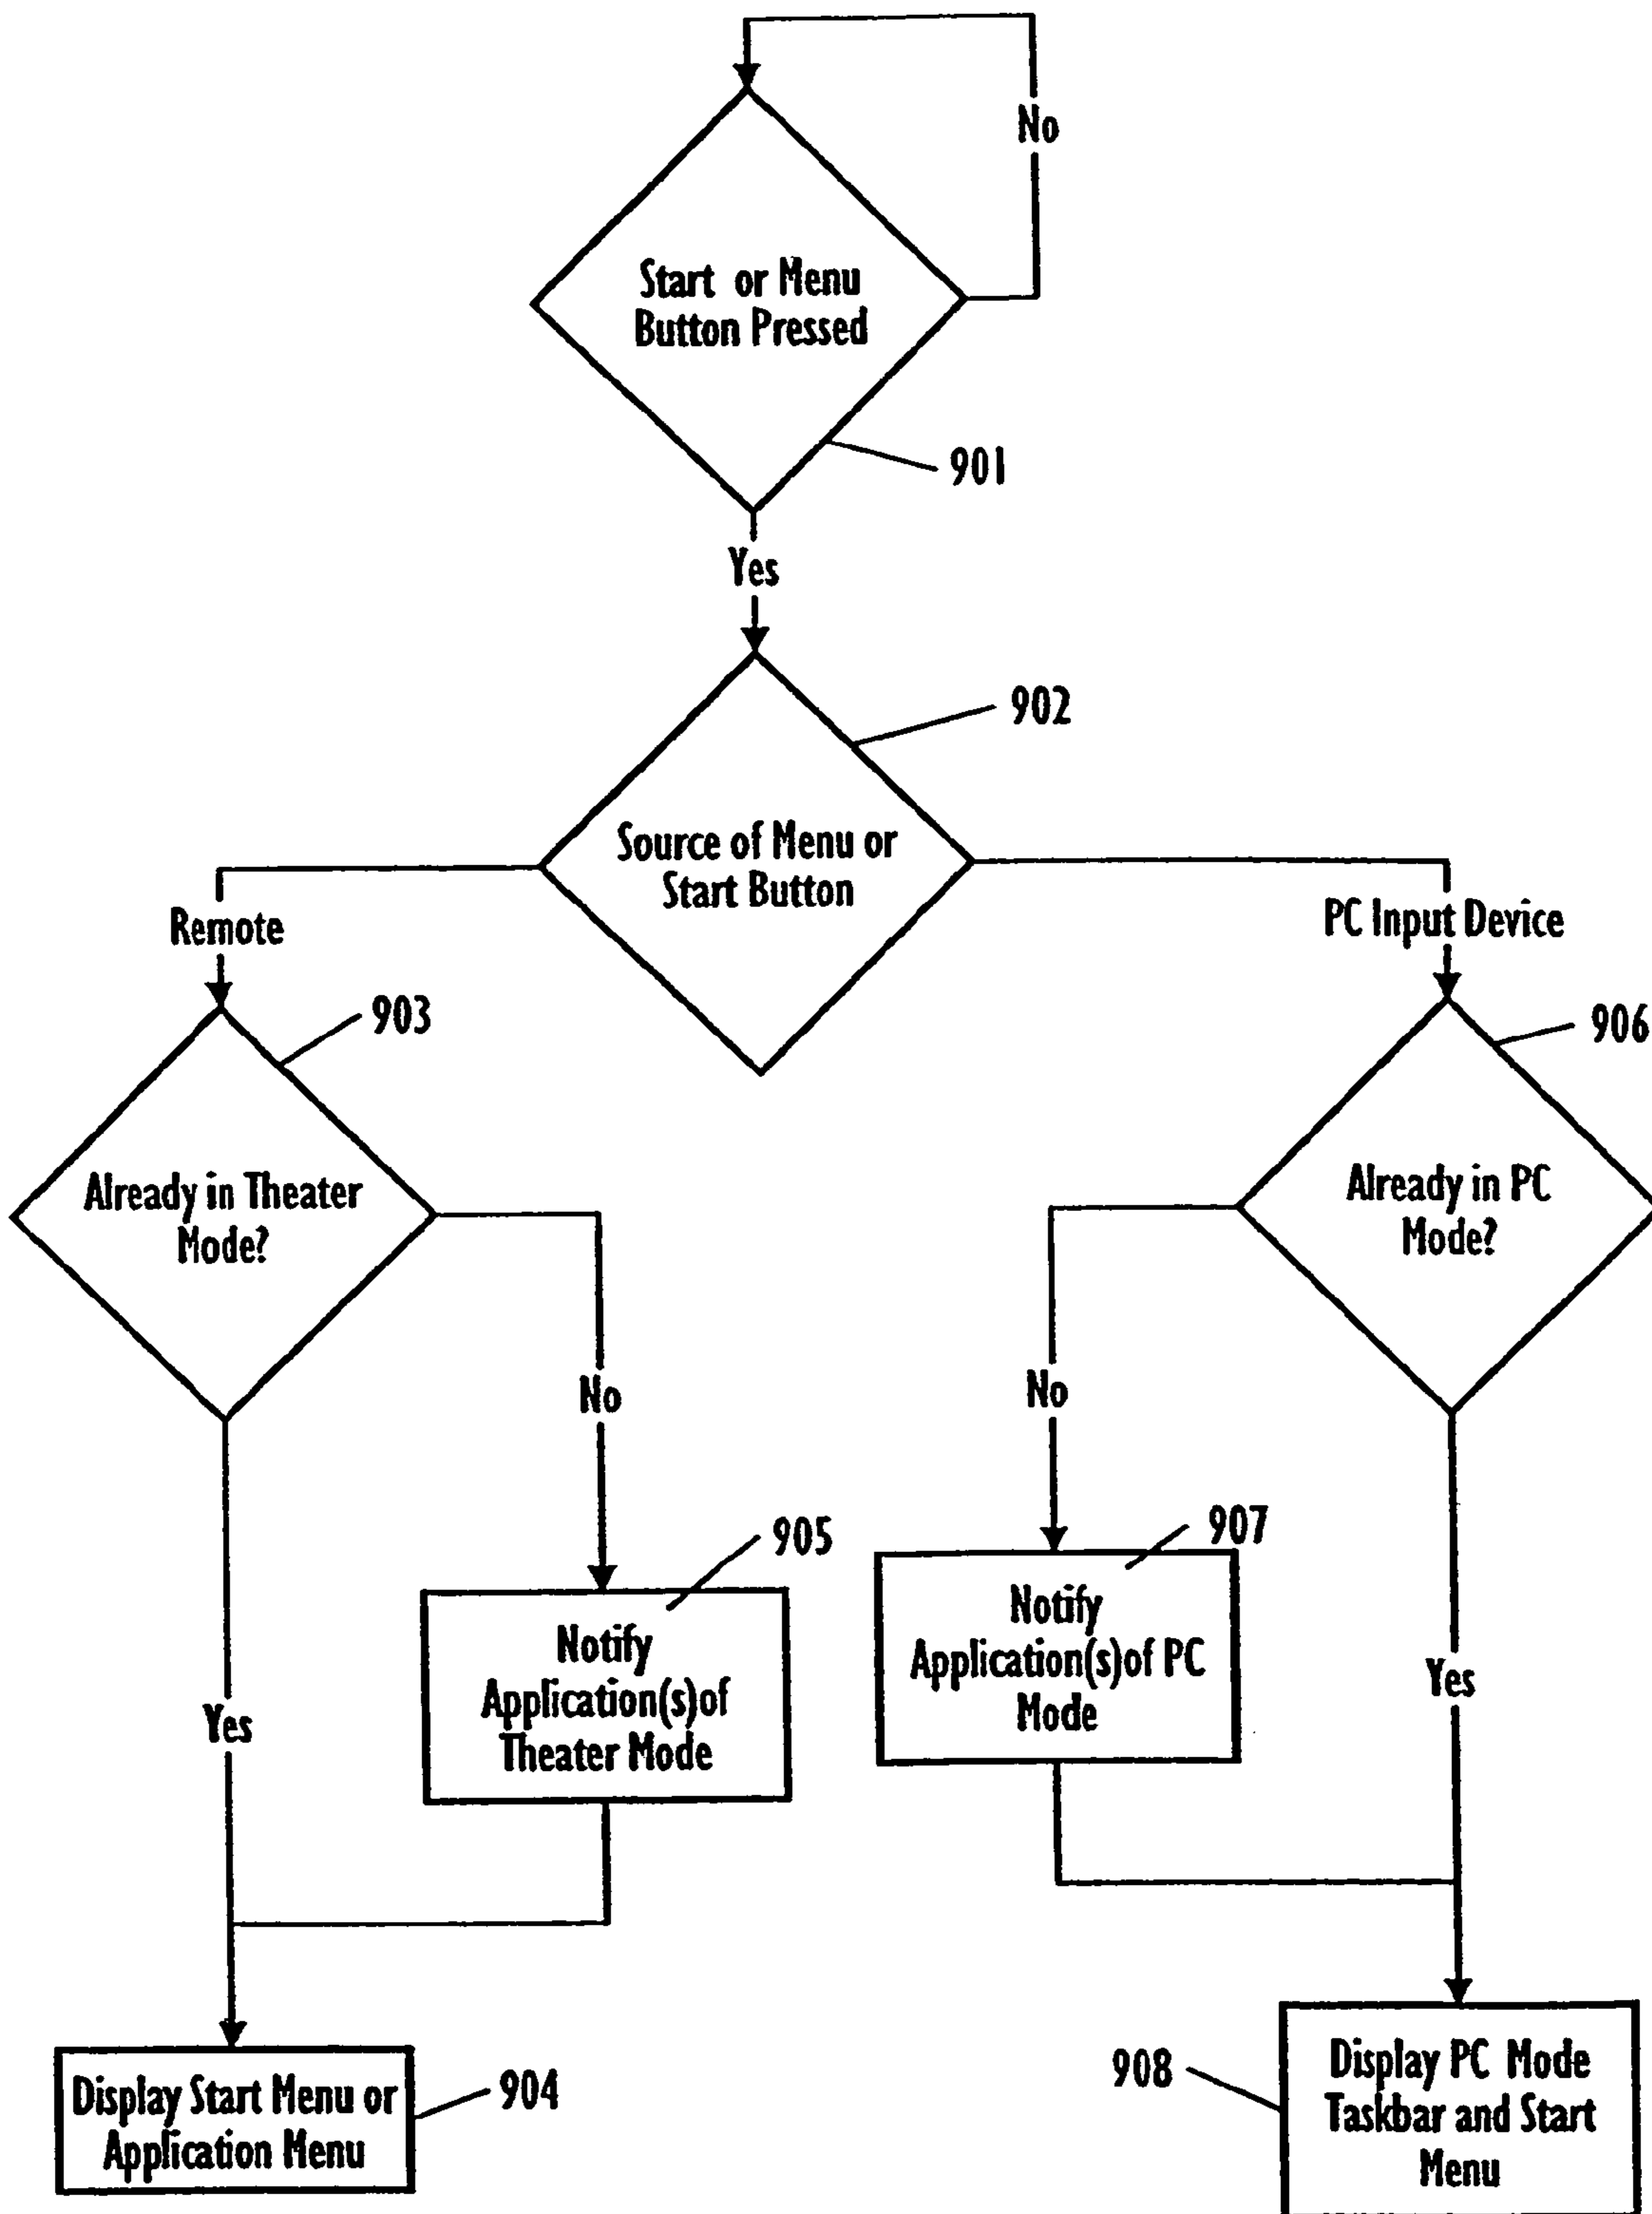 No
Start or Menu
Button Pressed
901
Yes
902
Source of Menu or
Start Button
Remote
PC Input Device
903
906
Already in Theater
Mode?
Already in PC
Mode?
No
No
905
907
Notify
Application(s)of
Theater Mode
Notify
Application(s)of PC
Mode
Yes
Yes
Display Start Menu or
Application Menu
904
908
Display PC Mode
Taskbar and Start
Menu